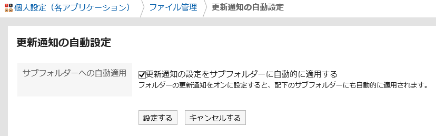 個人設定（各アプリケーション） ファイル管理 更新通知の自動設定
更新通知の自動設定
サブフォルダーへの自動適用
更新通知の設定をサブフォルダーに自動的に適用する
フォルダーの更新通知をオンに設定すると、配下のサブフォルダーにも自動的に適用されます。
設定する キャンセルする